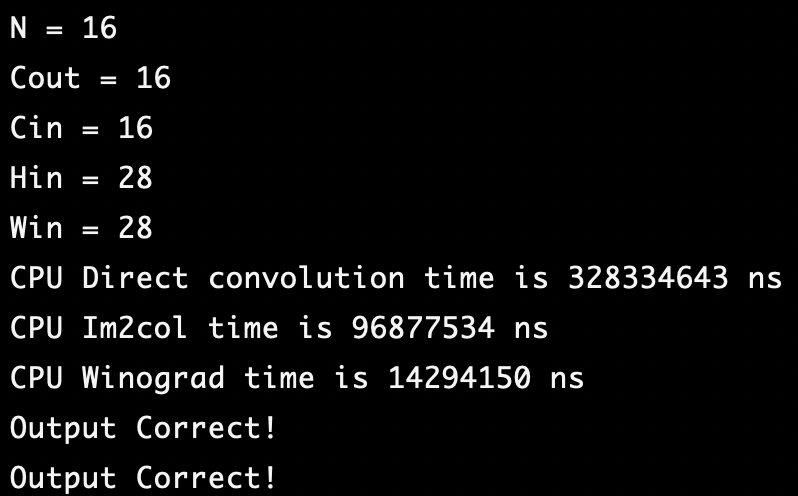 N = 16
Cout = 16
Cin = 16
Hin = 28
Win = 28
CPU Direct convolution time is 328334643 ns
CPU Im2col time is 96877534 ns
CPU Winograd time is 14294150 ns
Output Correct!
Output Correct!